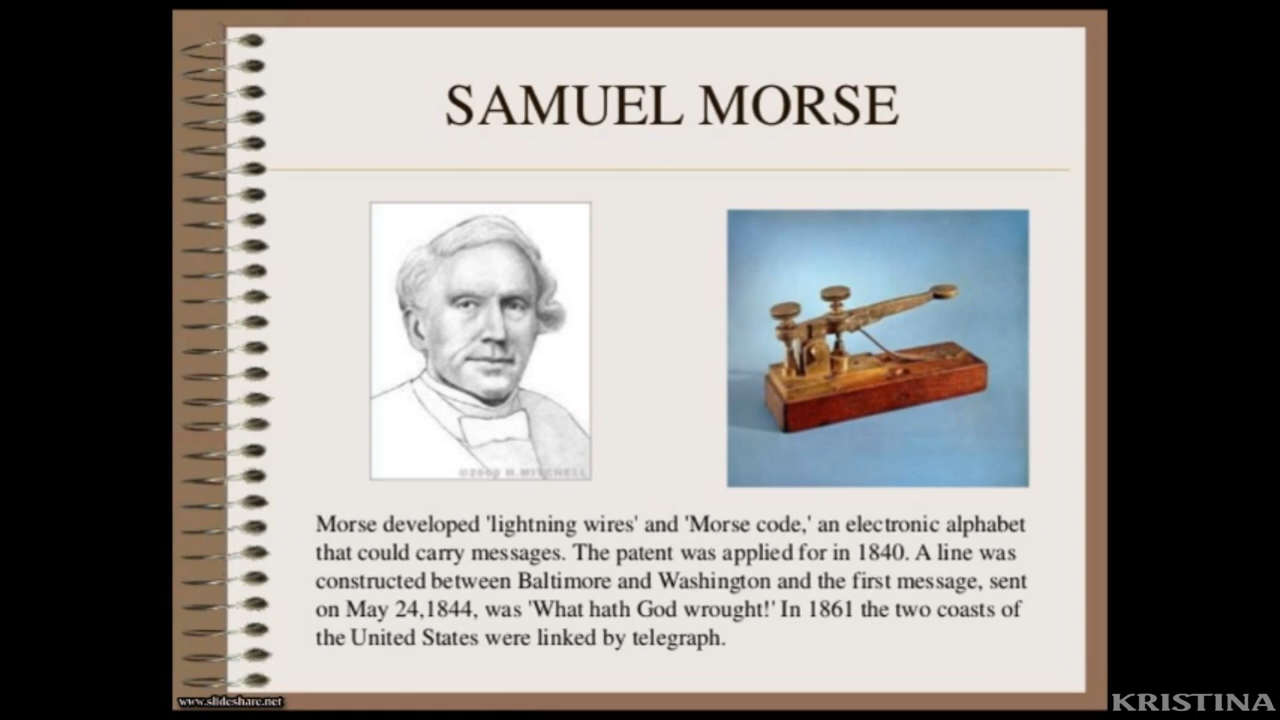 SAMUEL MORSE
©2002 H.MITCHELL
Morse developed 'lightning wires' and 'Morse code,' an electronic alphabet
that could carry messages. The patent was applied for in 1840. A line was
constructed between Baltimore and Washington and the first message, sent
on May 24,1844, was 'What hath God wrought!' In 1861 the two coasts of
the United States were linked by telegraph.
www.slideshare.net
KRISTINA